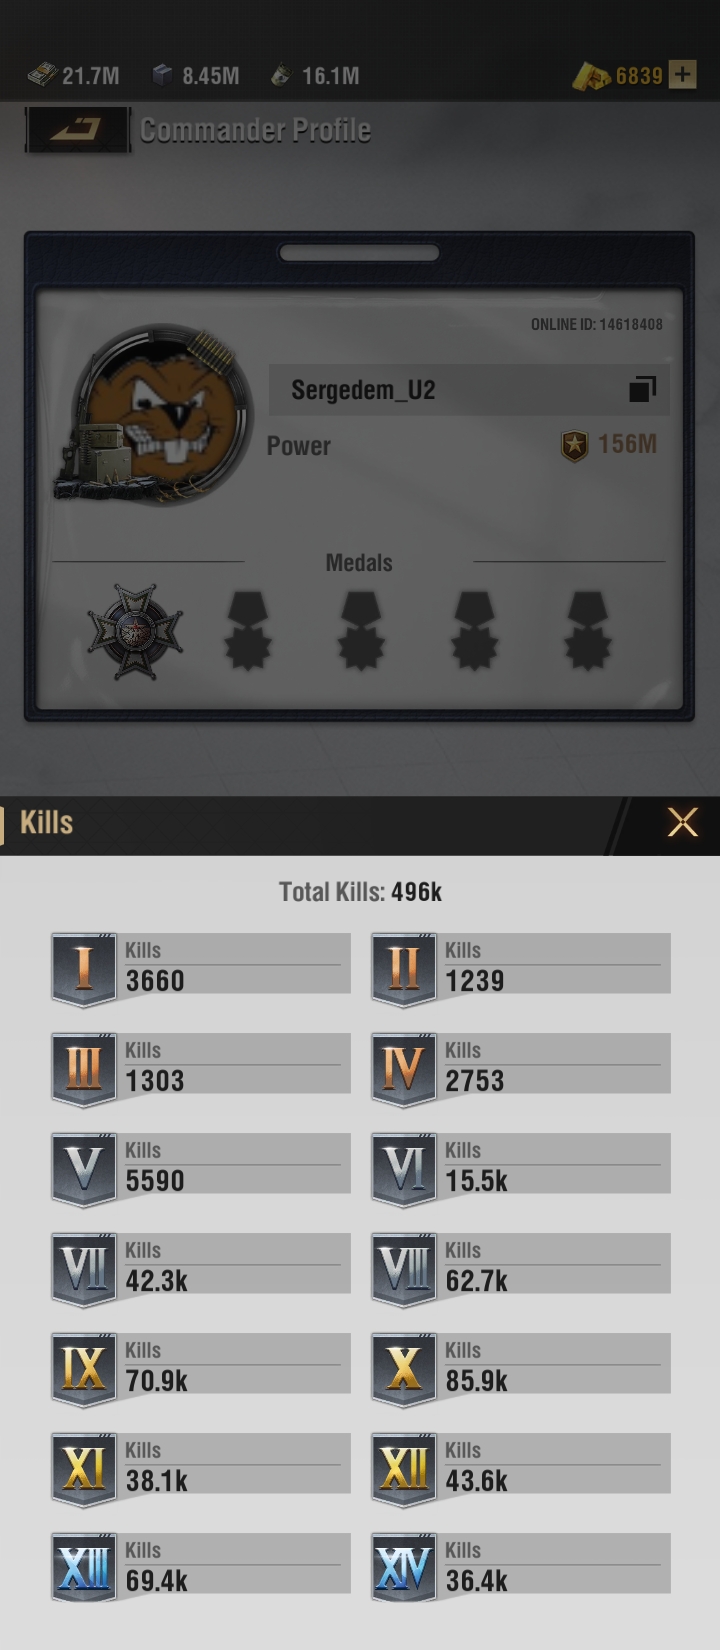 21.7M 8.45M 16.1M 6839
Commander Profile
ONLINE ID: 14618408
Sergedem_U2
Power 156M
Medals
Kills
Total Kills: 496k
I Kills 3660
II Kills 1239
III Kills 1303
IV Kills 2753
V Kills 5590
VI Kills 15.5k
VII Kills 42.3k
VIII Kills 62.7k
IX Kills 70.9k
X Kills 85.9k
XI Kills 38.1k
XII Kills 43.6k
XIII Kills 69.4k
XIV Kills 36.4k